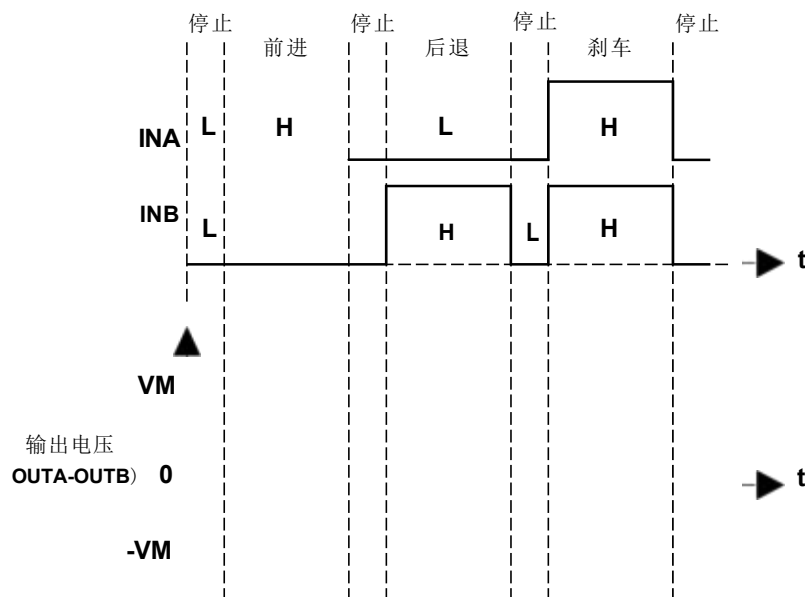 停止 停止 停止 停止
前进 后退 刹车
INA L H L H
INB L H L H
t
VM
输出电压
OUTA-OUTB） 0
t
-VM